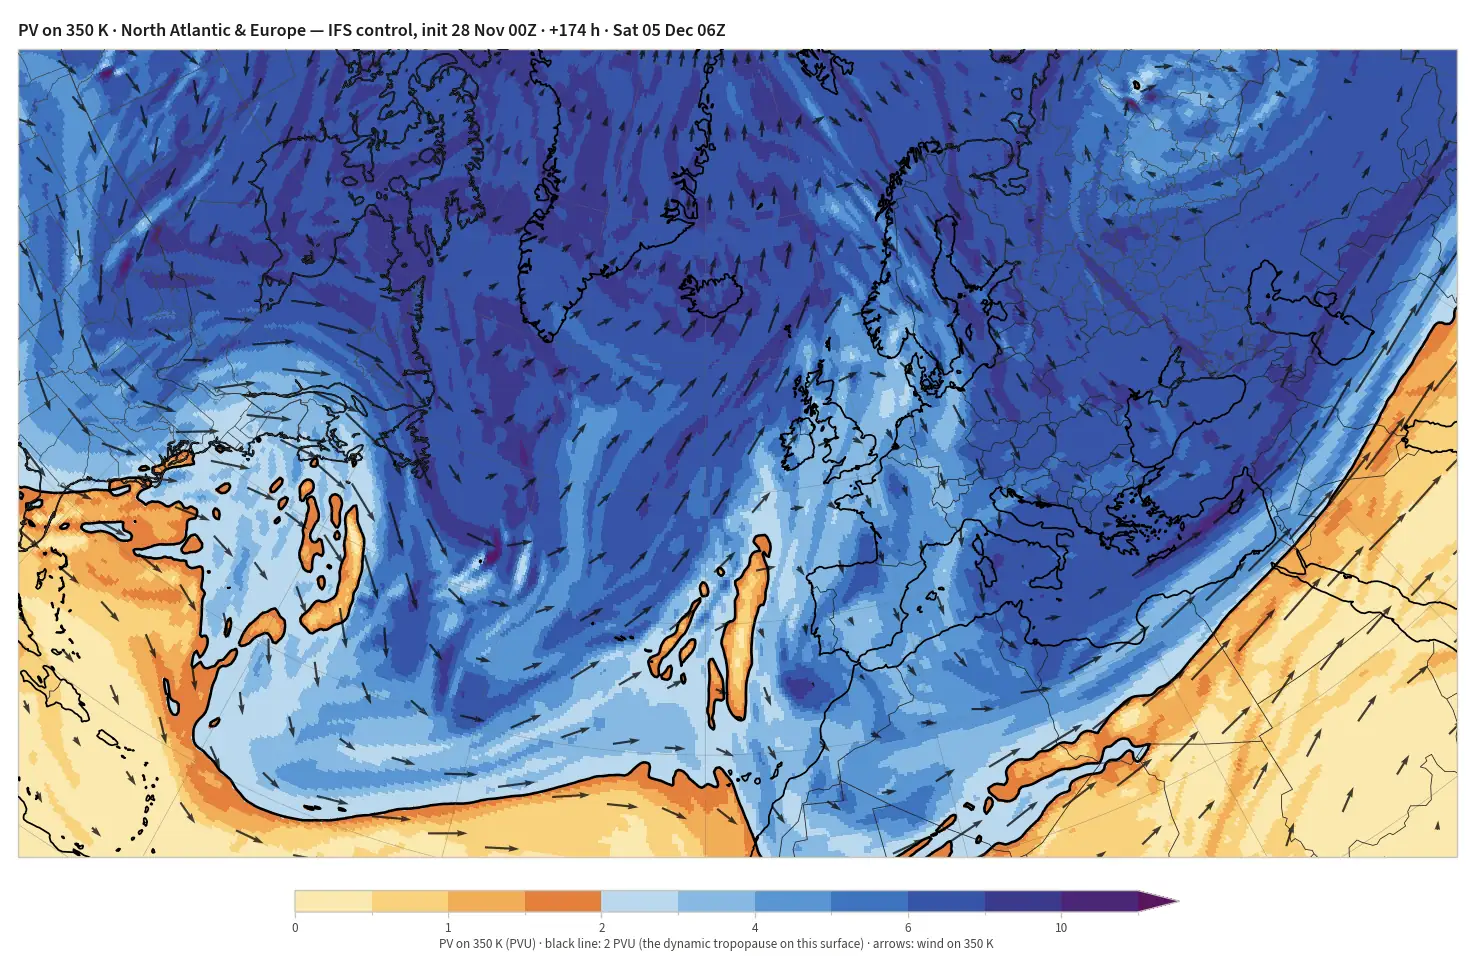 PV on 350 K · North Atlantic & Europe — IFS control, init 28 Nov 00Z · +174 h · Sat 05 Dec 06Z
0 1 2 4 6 10
PV on 350 K (PVU) · black line: 2 PVU (the dynamic tropopause on this surface) · arrows: wind on 350 K